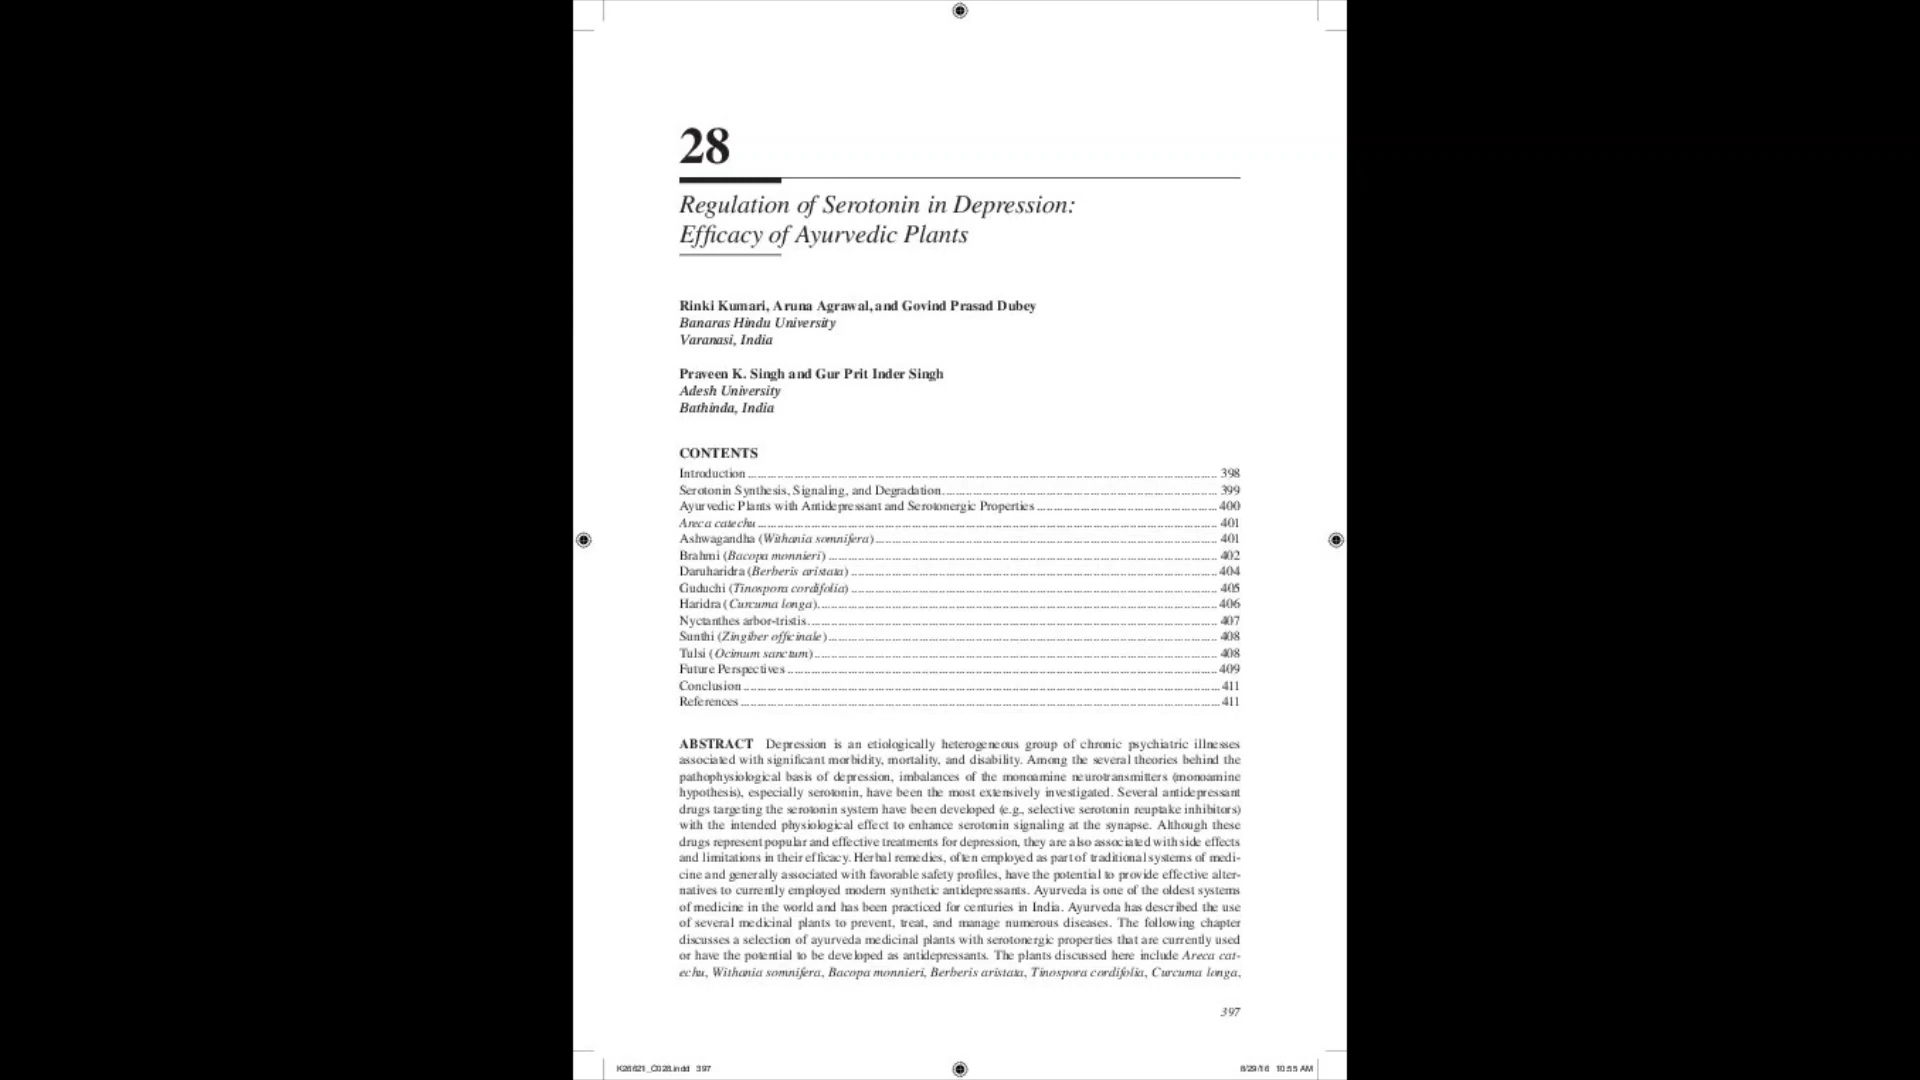 28
Regulation of Serotonin in Depression:
Efficacy of Ayurvedic Plants
Rinki Kumari, Aruna Agrawal, and Govind Prasad Dubey
Banaras Hindu University
Varanasi, India
Praveen K. Singh and Gur Prit Inder Singh
Adesh University
Bathinda, India
CONTENTS
Introduction 398
Serotonin Synthesis, Signaling, and Degradation 399
Ayurvedic Plants with Antidepressant and Serotonergic Properties 400
Areca catechu 401
Ashwagandha (Withania somnifera) 401
Brahmi (Bacopa monnieri) 402
Daruharidra (Berberis aristata) 404
Guduchi (Tinospora cordifolia) 405
Haridra (Curcuma longa) 406
Nyctanthes arbor-tristis 407
Sunthi (Zingiber officinale) 408
Tulsi (Ocimum sanctum) 408
Future Perspectives 409
Conclusion 411
References 411
ABSTRACT Depression is an etiologically heterogeneous group of chronic psychiatric illnesses
associated with significant morbidity, mortality, and disability. Among the several theories behind the
pathophysiological basis of depression, imbalances of the monoamine neurotransmitters (monoamine
hypothesis), especially serotonin, have been the most extensively investigated. Several antidepressant
drugs targeting the serotonin system have been developed (e.g., selective serotonin reuptake inhibitors)
with the intended physiological effect to enhance serotonin signaling at the synapse. Although these
drugs represent popular and effective treatments for depression, they are also associated with side effects
and limitations in their efficacy. Herbal remedies, often employed as part of traditional systems of medi-
cine and generally associated with favorable safety profiles, have the potential to provide effective alter-
natives to currently employed modern synthetic antidepressants. Ayurveda is one of the oldest systems
of medicine in the world and has been practiced for centuries in India. Ayurveda has described the use
of several medicinal plants to prevent, treat, and manage numerous diseases. The following chapter
discusses a selection of ayurveda medicinal plants with serotonergic properties that are currently used
or have the potential to be developed as antidepressants. The plants discussed here include Areca cat-
echu, Withania somnifera, Bacopa monnieri, Berberis aristata, Tinospora cordifolia, Curcuma longa,
397
K26621_C028.indd 397
8/29/16 10:55 AM